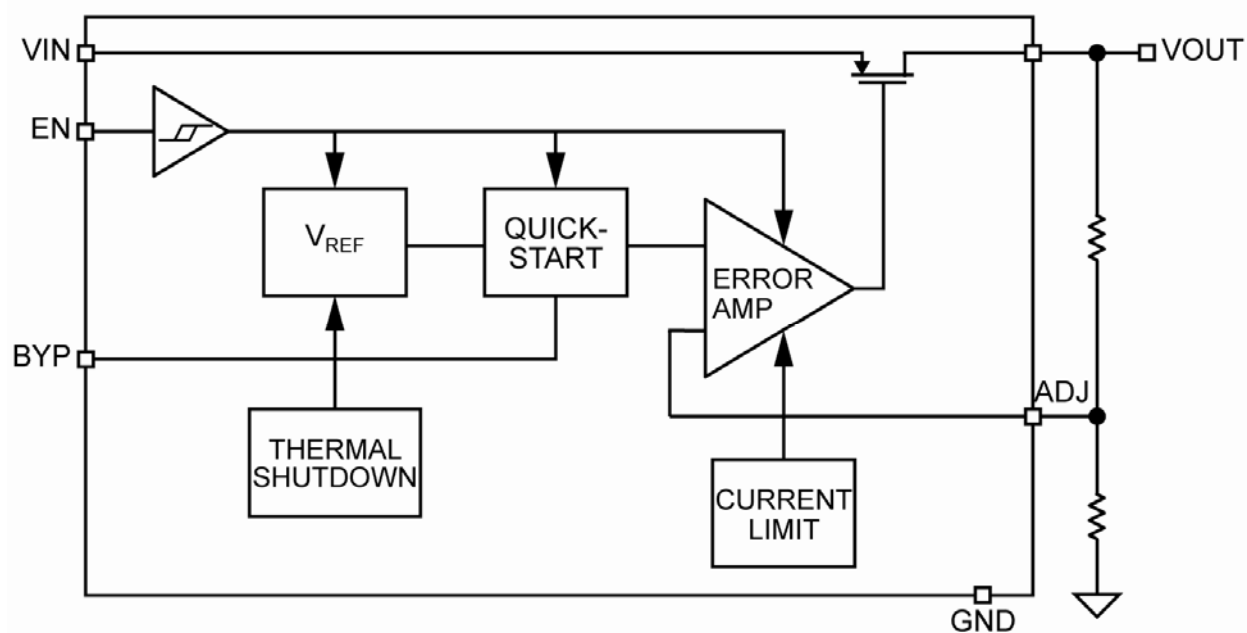 VIN
VOUT
EN
VREF
QUICK-
START
ERROR
AMP
BYP
ADJ
THERMAL
SHUTDOWN
CURRENT
LIMIT
GND